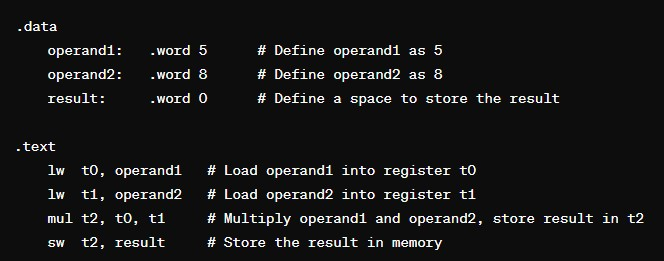 .data
    operand1:   .word 5      # Define operand1 as 5
    operand2:   .word 8      # Define operand2 as 8
    result:     .word 0      # Define a space to store the result

.text
    lw  t0, operand1   # Load operand1 into register t0
    lw  t1, operand2   # Load operand2 into register t1
    mul t2, t0, t1     # Multiply operand1 and operand2, store result in t2
    sw  t2, result     # Store the result in memory